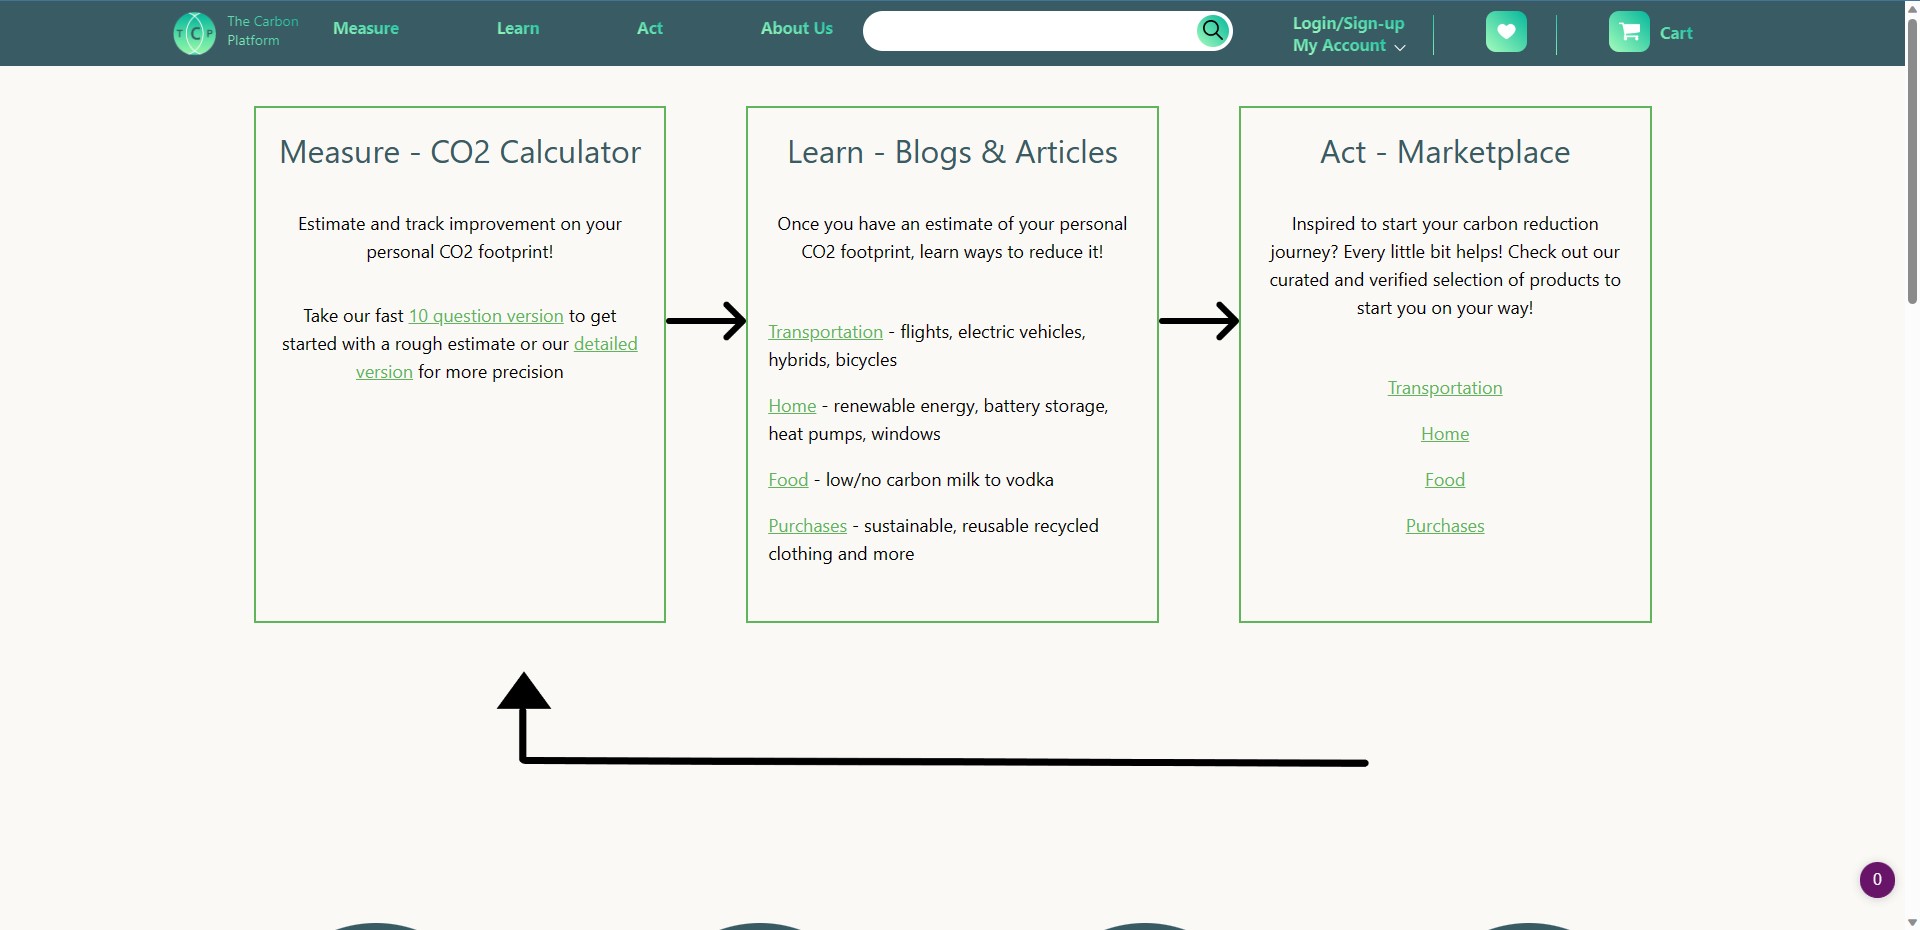 TCP
The Carbon
Platform
Measure
Learn
Act
About Us
Login/Sign-up
My Account
Cart
Measure - CO2 Calculator
Estimate and track improvement on your
personal CO2 footprint!
Take our fast 10 question version to get
started with a rough estimate or our detailed
version for more precision
Learn - Blogs & Articles
Once you have an estimate of your personal
CO2 footprint, learn ways to reduce it!
Transportation - flights, electric vehicles,
hybrids, bicycles
Home - renewable energy, battery storage,
heat pumps, windows
Food - low/no carbon milk to vodka
Purchases - sustainable, reusable recycled
clothing and more
Act - Marketplace
Inspired to start your carbon reduction
journey? Every little bit helps! Check out our
curated and verified selection of products to
start you on your way!
Transportation
Home
Food
Purchases
0